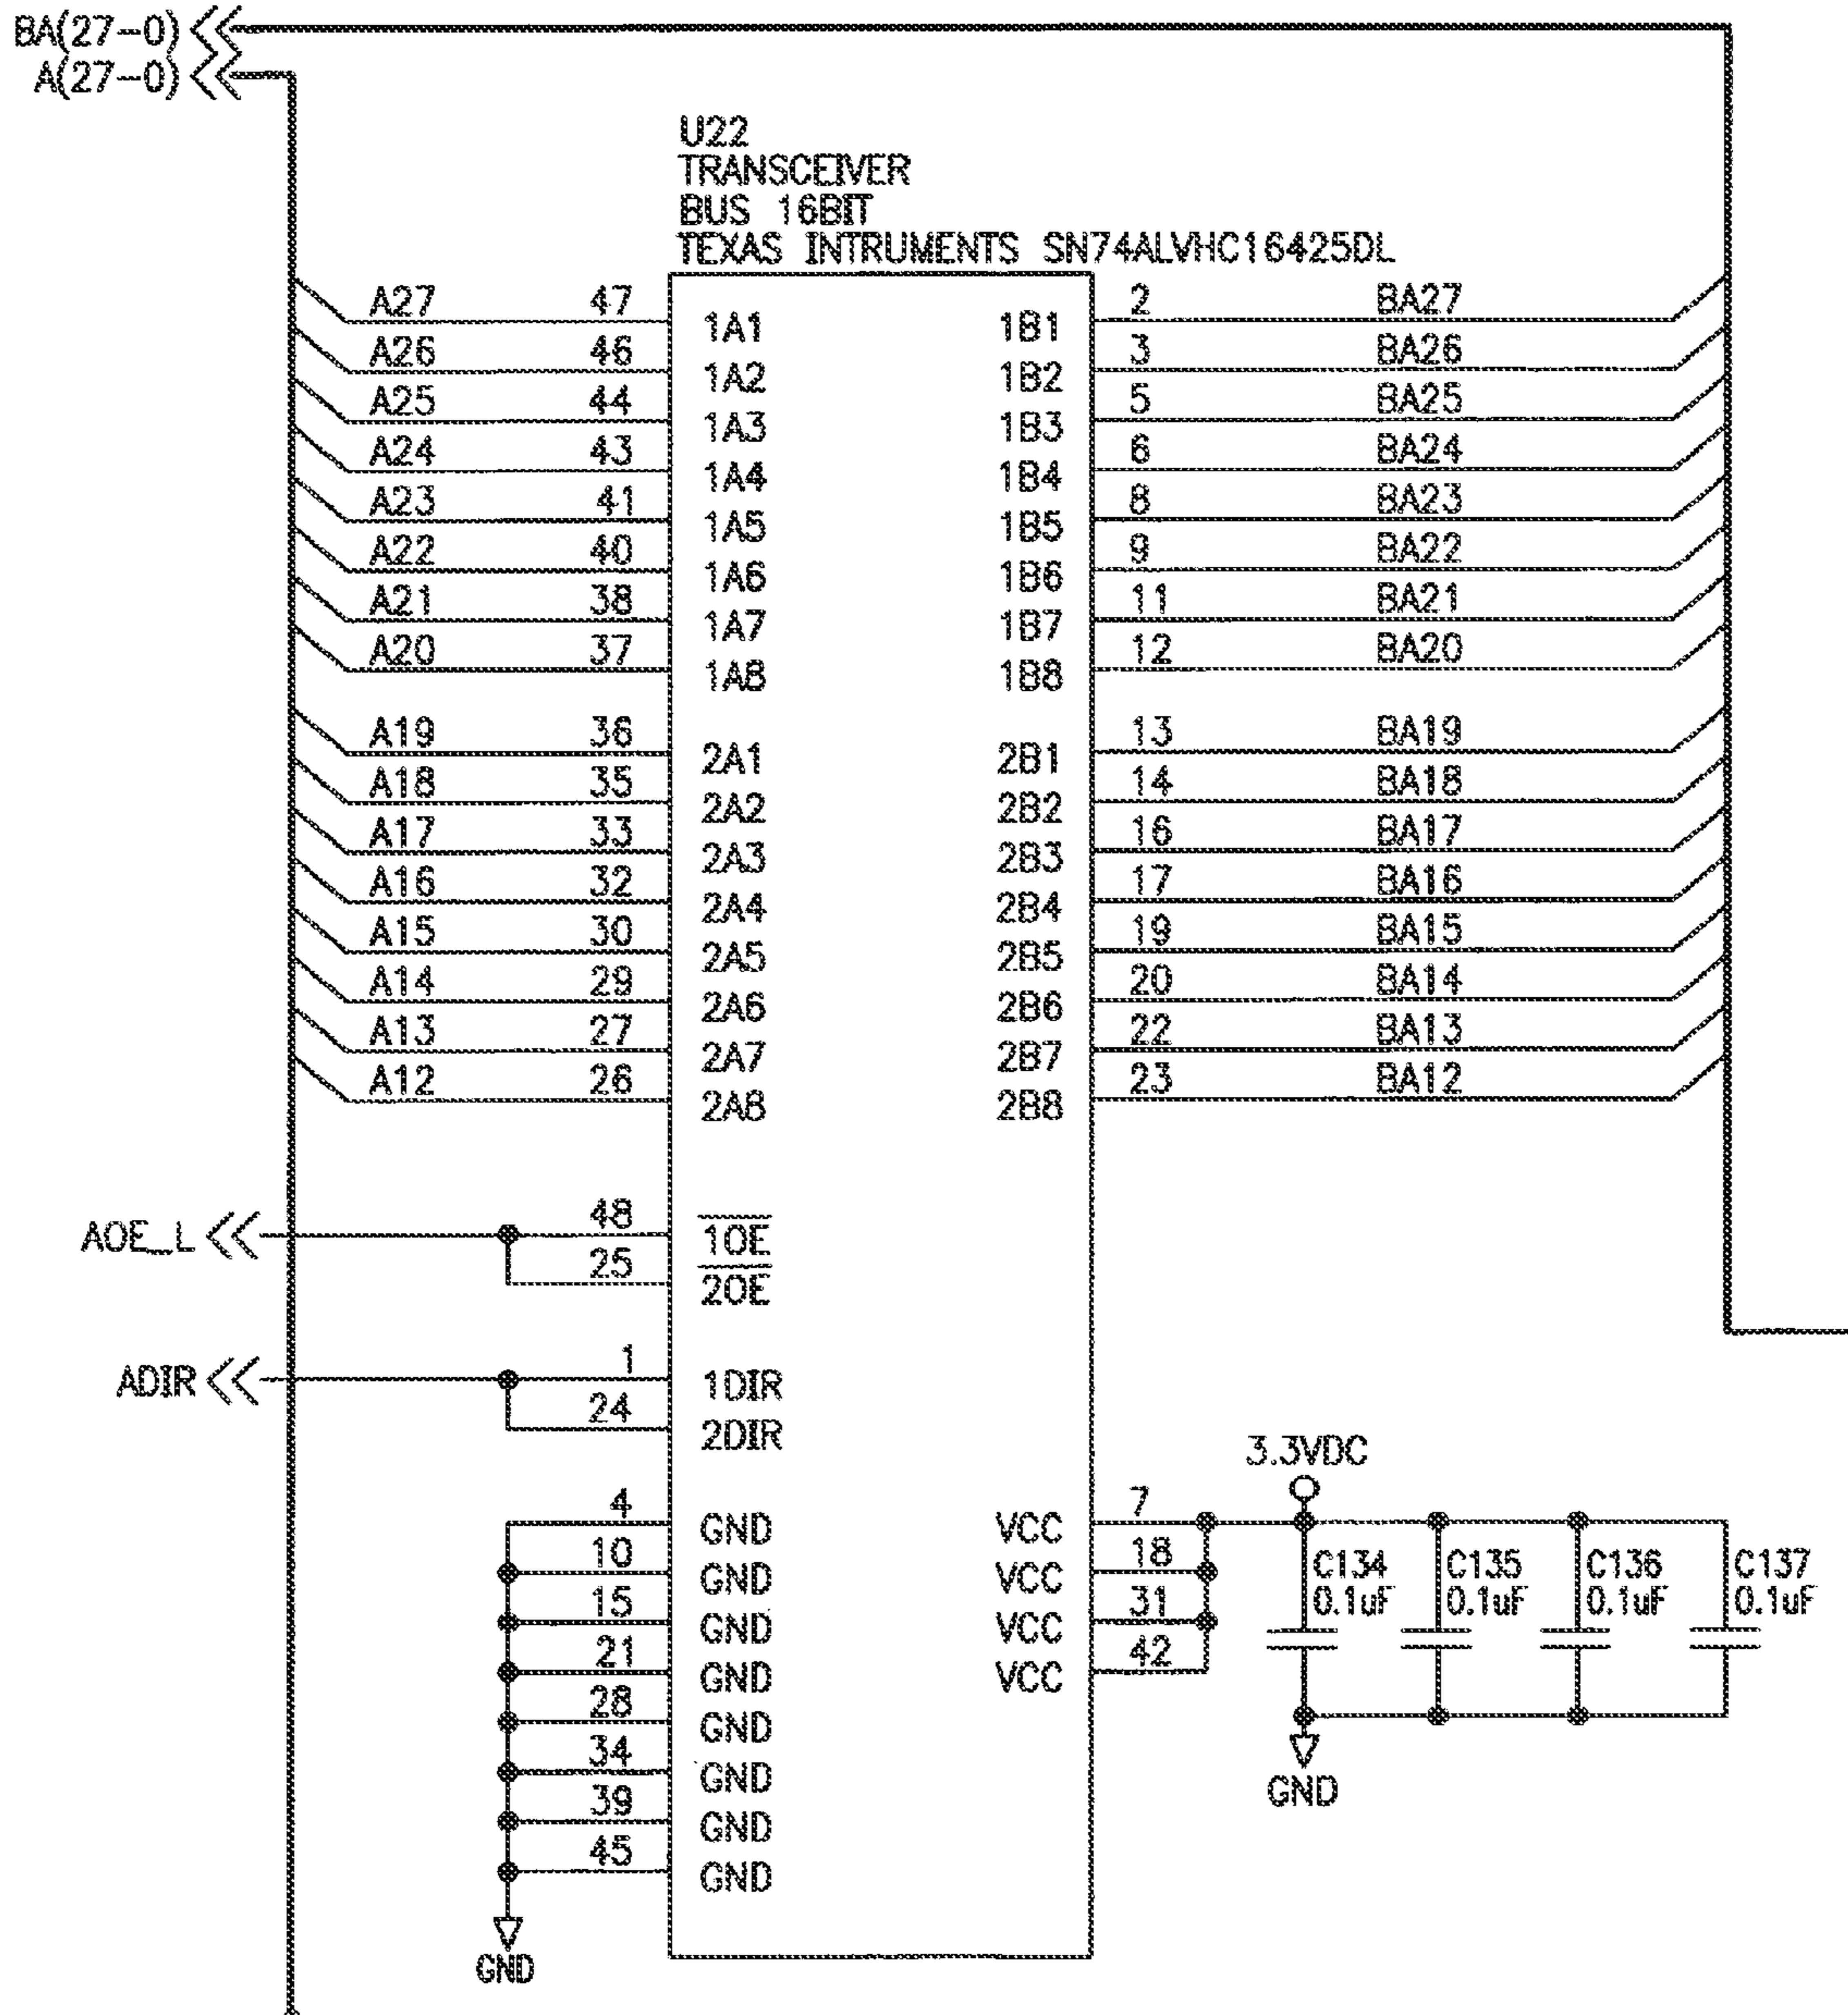 BA(27-0)
A(27-0)
U22
TRANSCEIVER
BUS 16BIT
TEXAS INTRUMENTS SN74ALVHC16425DL
A27 47 1A1 1B1 2 BA27
A26 46 1A2 1B2 3 BA26
A25 44 1A3 1B3 5 BA25
A24 43 1A4 1B4 6 BA24
A23 41 1A5 1B5 8 BA23
A22 40 1A6 1B6 9 BA22
A21 38 1A7 1B7 11 BA21
A20 37 1A8 1B8 12 BA20
A19 36 2A1 2B1 13 BA19
A18 35 2A2 2B2 14 BA18
A17 33 2A3 2B3 16 BA17
A16 32 2A4 2B4 17 BA16
A15 30 2A5 2B5 19 BA15
A14 29 2A6 2B6 20 BA14
A13 27 2A7 2B7 22 BA13
A12 26 2A8 2B8 23 BA12
AOE_L 48 1OE
25 2OE
ADIR 1 1DIR
24 2DIR
3.3VDC
4 GND VCC 7
10 GND VCC 18
15 GND VCC 31
21 GND VCC 42
28 GND
34 GND
39 GND
45 GND
GND
C134 C135 C136 C137
0.1uF 0.1uF 0.1uF 0.1uF
GND